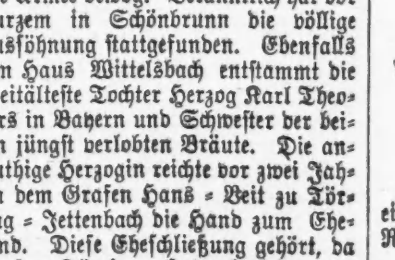 urzem in Schönbrunn die völlige
usföhnung stattgefunden. Ebenfalls
n Haus Wittelsbach entstammt die
eitälteste Tochter Herzog Karl Theo⸗
rs in Bayern und Schwester der bei⸗
n jüngst verlobten Bräute. Die an⸗
uthige Herzogin reichte vor zwei Jah⸗
n dem Grafen Hans ⸗ Veit zu Tör⸗
ng ⸗ Jettenbach die Hand zum Ehe⸗
nd. Diese Eheschließung gehört, da
ei
R